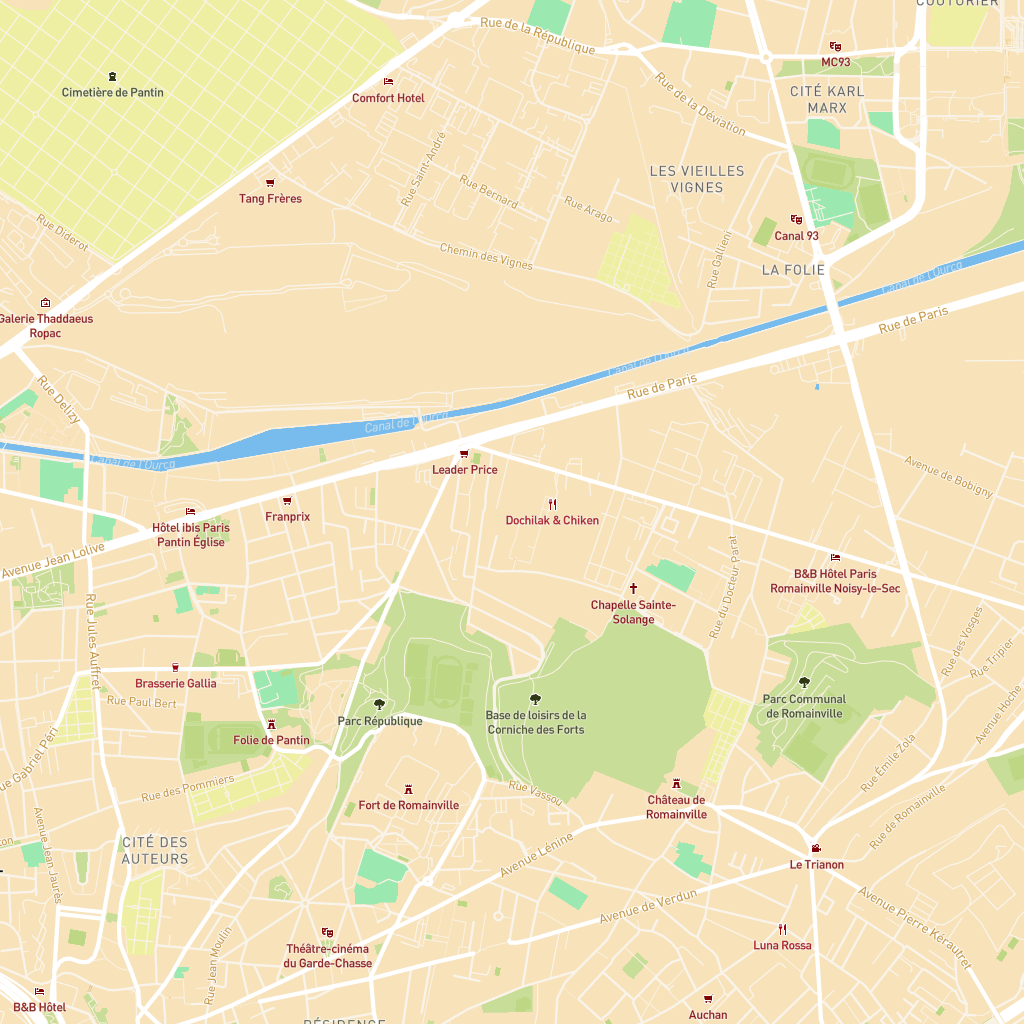 COUTURIER
Rue de la République
MC93
Cimetière de Pantin
Comfort Hotel
CITÉ KARL
MARX
Rue de la Déviation
Rue Saint-André
LES VIEILLES
VIGNES
Tang Frères
Rue Bernard
Rue Arago
Rue Diderot
Canal 93
Rue Gallieni
Chemin des Vignes
LA FOLIE
Canal de l'Ourcq
Galerie Thaddaeus
Ropac
Rue de Paris
Canal de l'Ourcq
Rue de Paris
Rue Delizy
Canal de l'Ourcq
Canal de l'Ourcq
Leader Price
Avenue de Bobigny
Franprix
Dochilak & Chiken
Hôtel ibis Paris
Pantin Église
Avenue Jean Lolive
B&B Hôtel Paris
Romainville Noisy-le-Sec
Rue du Docteur Parat
Chapelle Sainte-
Solange
Rue Jules Auffret
Rue des Vosges
Rue Tripier
Brasserie Gallia
Rue Paul Bert
Parc République
Base de loisirs de la
Corniche des Forts
Parc Communal
de Romainville
Avenue Hoche
Folie de Pantin
Rue Gabriel Péri
Rue Émile Zola
Rue des Pommiers
Rue Vassou
Fort de Romainville
Château de
Romainville
Rue de Romainville
Avenue Jean Jaurès
CITÉ DES
AUTEURS
Avenue Lénine
Le Trianon
Avenue de Verdun
Avenue Pierre Kérautret
Rue Jean Moulin
Théâtre-cinéma
du Garde-Chasse
Luna Rossa
B&B Hôtel
Auchan
RÉSIDENCE